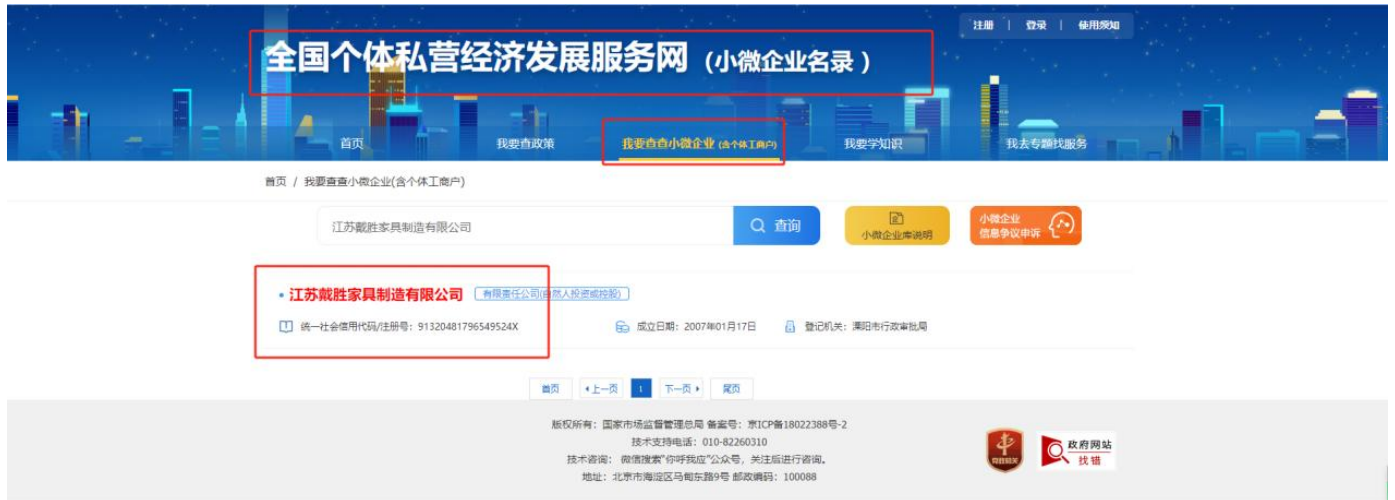 注册 | 登录 | 使用须知
全国个体私营经济发展服务网（小微企业名录）
首页 我要查政策 我要查查小微企业 (含个体工商户) 我要学知识 我去专题找服务
首页 / 我要查查小微企业(含个体工商户)
江苏戴胜家具制造有限公司 查询 小微企业库说明 小微企业
信息争议申诉
江苏戴胜家具制造有限公司 有限责任公司(自然人投资或控股)
统一社会信用代码/注册号：91320481796549524X 成立日期：2007年01月17日 登记机关：溧阳市行政审批局
首页 上一页 1 下一页 尾页
版权所有：国家市场监督管理总局 备案号：京ICP备18022388号-2
技术支持电话：010-82260310
技术咨询： 微信搜索"你呼我应"公众号，关注后进行咨询。
地址：北京市海淀区马甸东路9号 邮政编码：100088
党政机关
政府网站
找错